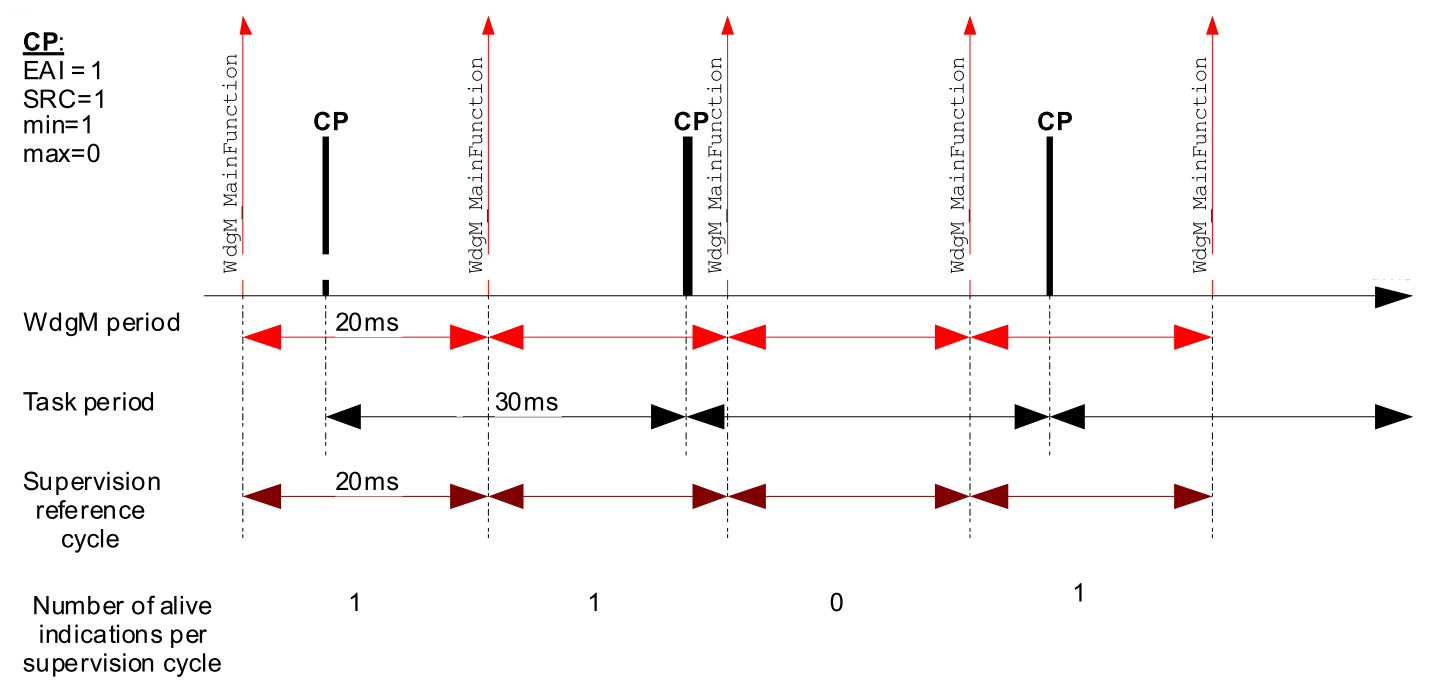 CP:
EAI = 1
SRC=1
min=1
max=0
WdgM_MainFunction
WdgM_MainFunction
WdgM_MainFunction
WdgM_MainFunction
WdgM_MainFunction
CP
CP
CP
WdgM period
20ms
Task period
30ms
Supervision
reference
cycle
20ms
Number of alive
indications per
supervision cycle
1
1
0
1